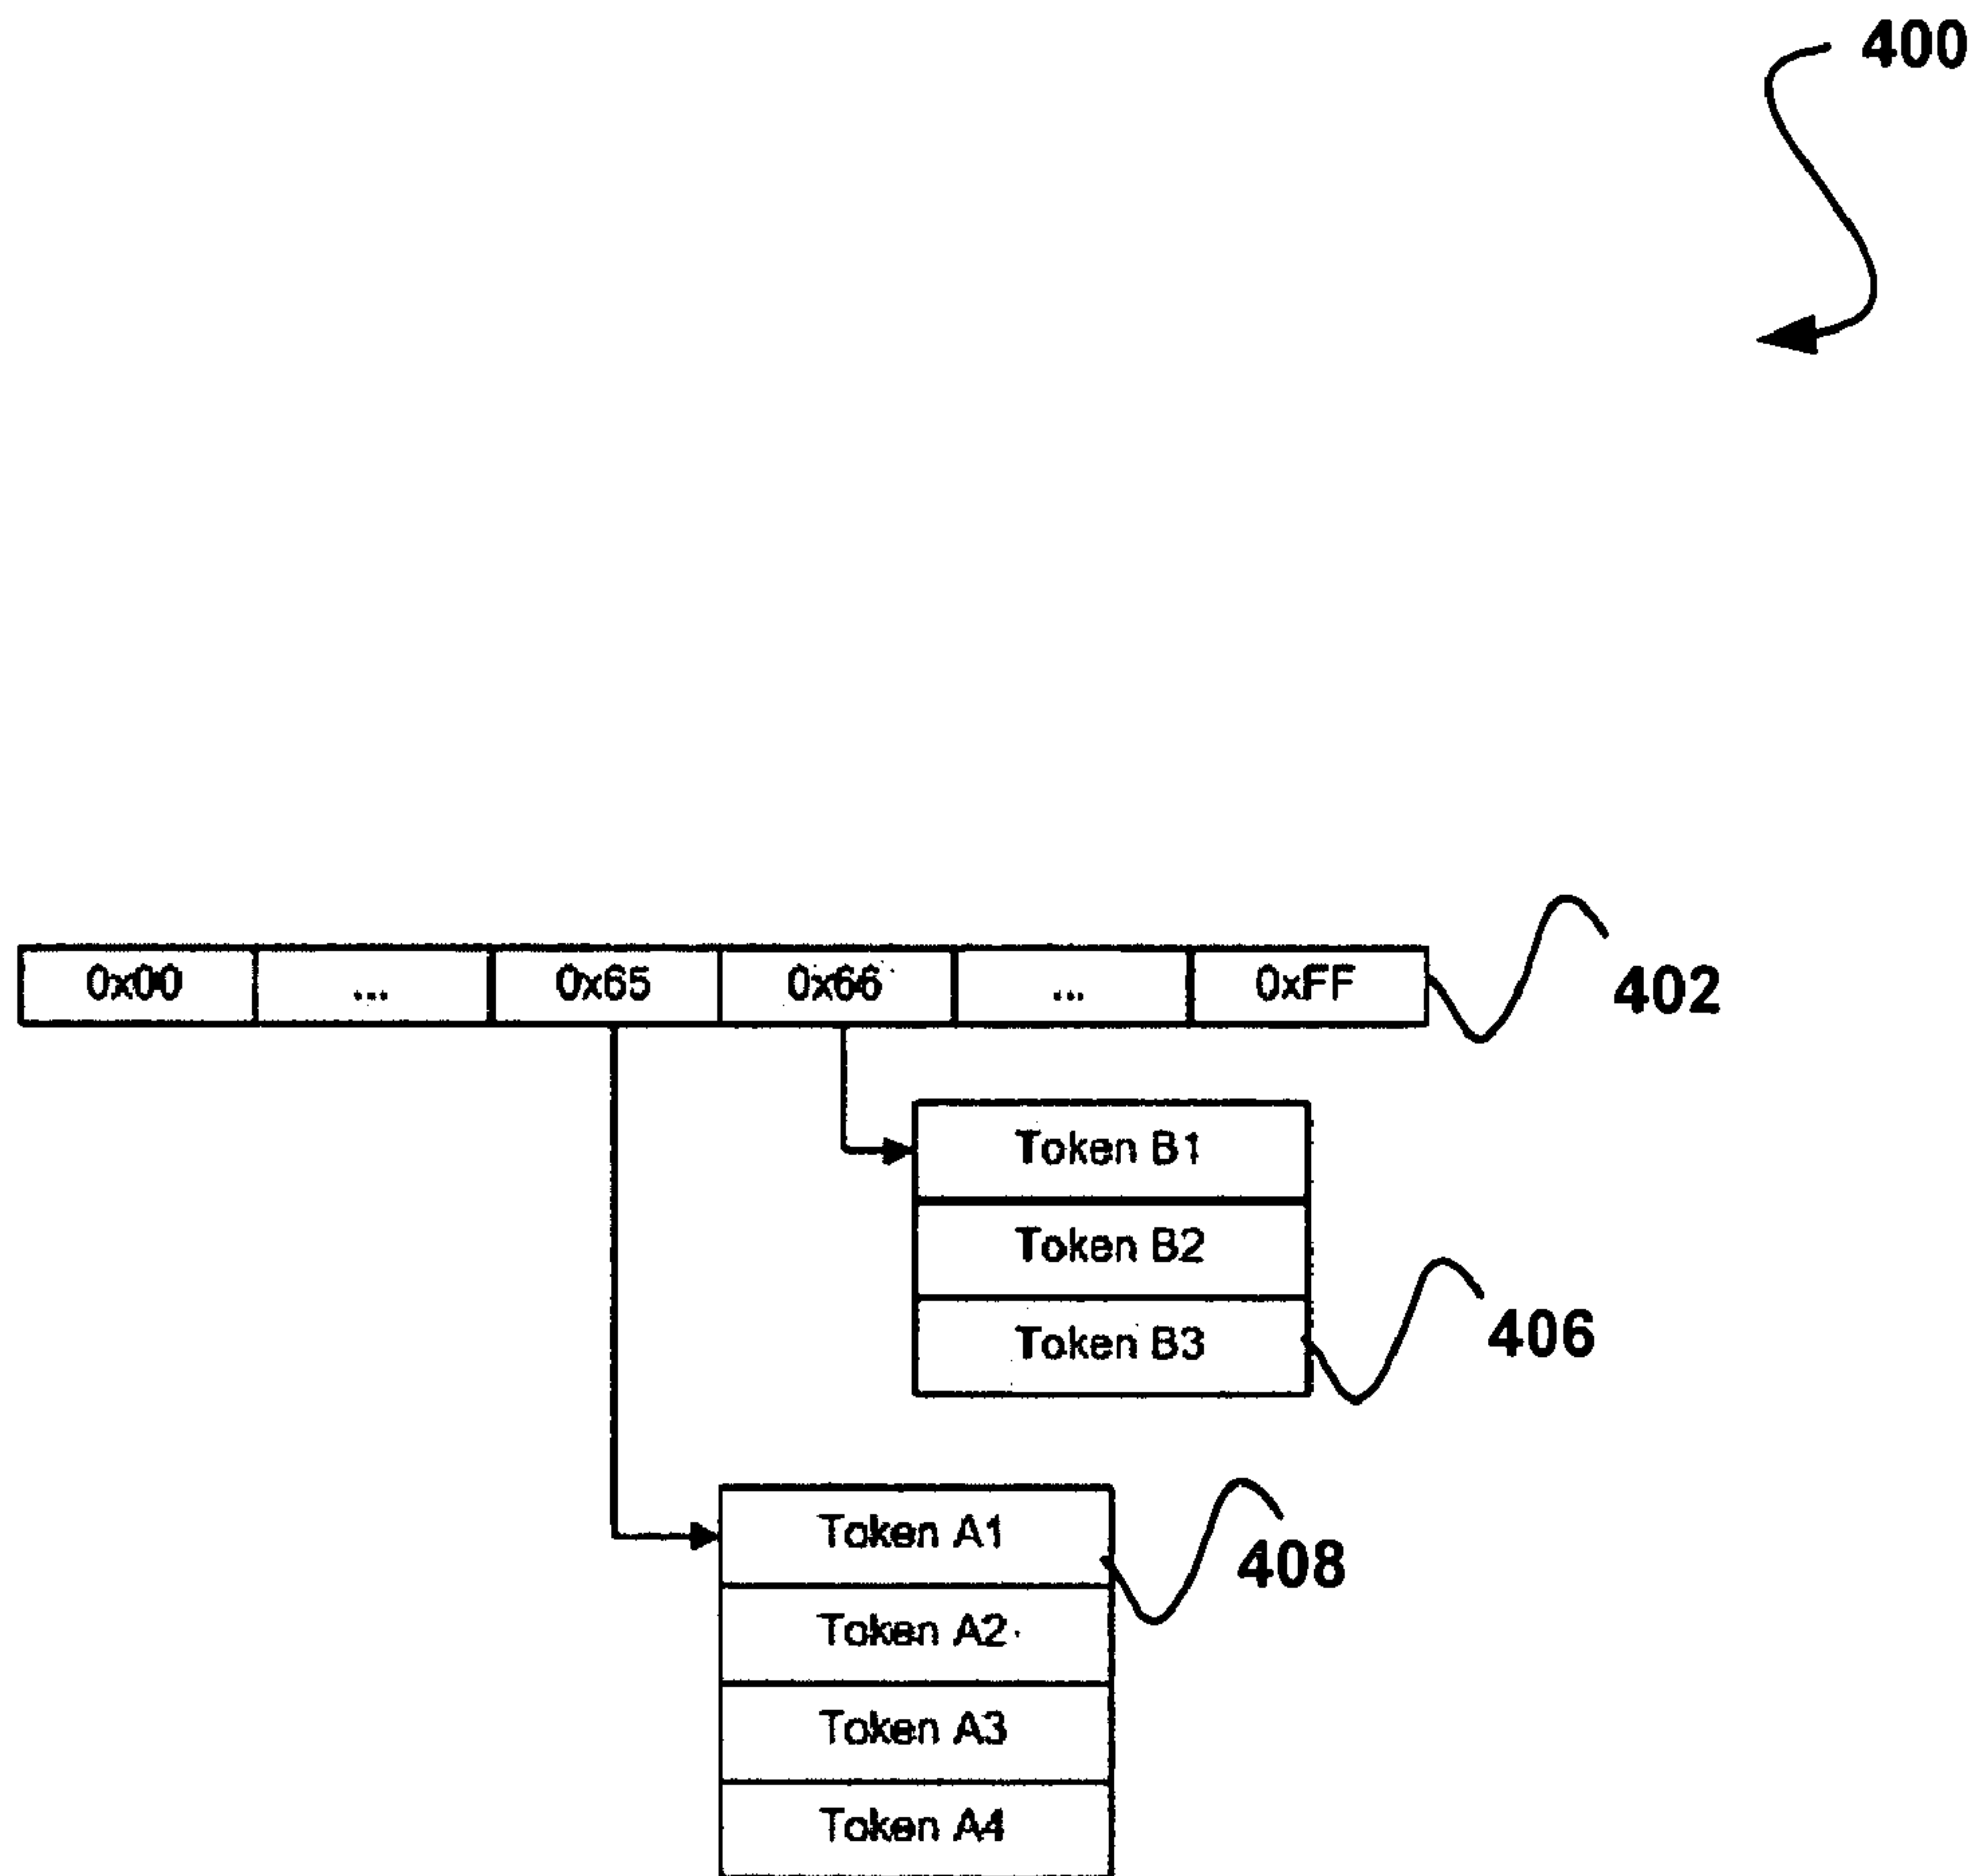 400
0x00 ... 0x65 0x66 ... 0xFF
402
Token B1
Token B2
Token B3
406
Token A1
408
Token A2
Token A3
Token A4